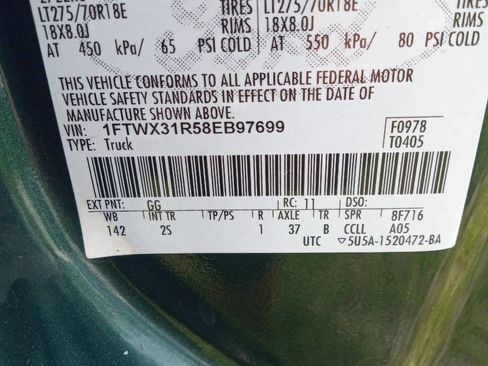 LT275/70R18E TIRES LT275/70R18E TIRES
18X8.0J RIMS 18X8.0J RIMS
AT 450 kPa/ 65 PSI COLD AT 550 kPa/ 80 PSI COLD
THIS VEHICLE CONFORMS TO ALL APPLICABLE FEDERAL MOTOR
VEHICLE SAFETY STANDARDS IN EFFECT ON THE DATE OF
MANUFACTURE SHOWN ABOVE.
VIN: 1FTWX31R58EB97699 F0978
TYPE: Truck T0405
EXT PNT: GG RC: 11 DSO:
WB INT TR TP/PS R AXLE TR SPR 8F716
142 2S 1 37 B CCLL A05
UTC ▽5U5A-1520472-BA